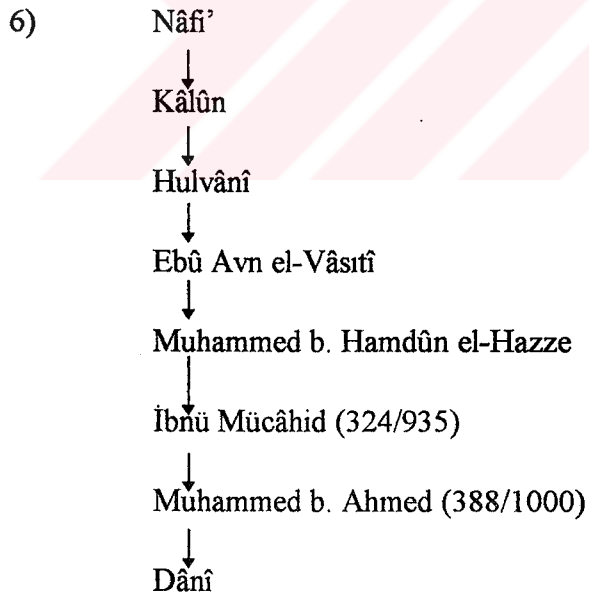 6) Nâfi’
Kâlûn
Hulvânî
Ebû Avn el-Vâsıtî
Muhammed b. Hamdûn el-Hazze
İbnü Mücâhid (324/935)
Muhammed b. Ahmed (388/1000)
Dânî